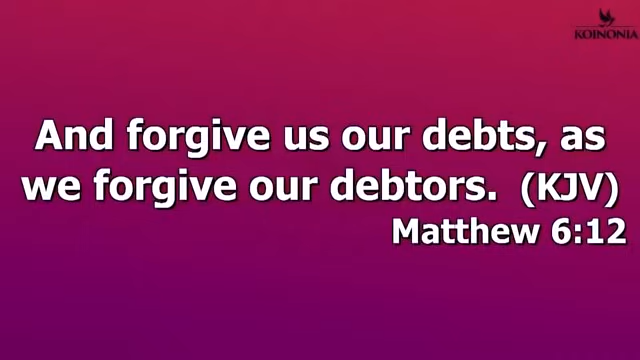 KOINONIA
And forgive us our debts, as
we forgive our debtors. (KJV)
Matthew 6:12